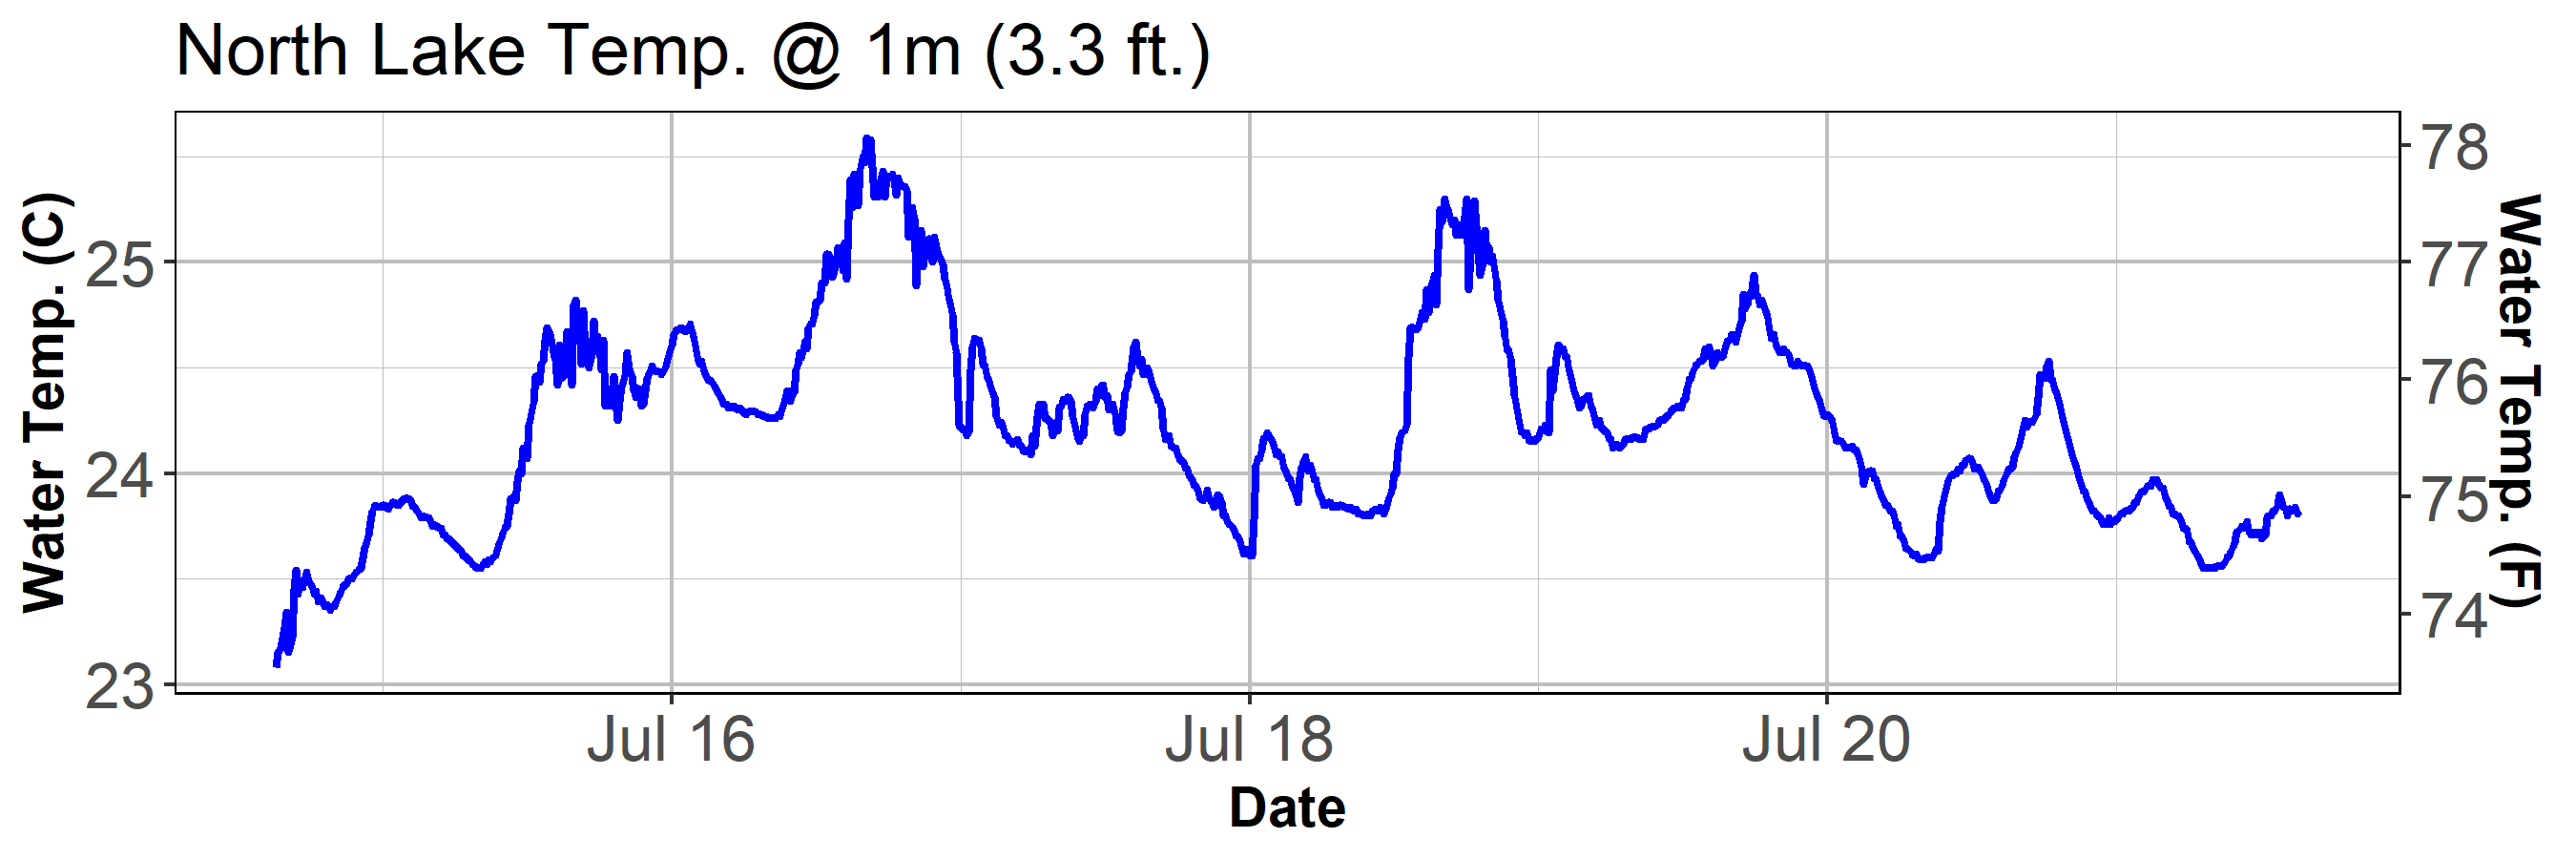 North Lake Temp. @ 1m (3.3 ft.)
Water Temp. (C)
25
24
23
78
77
76
75
74
Water Temp. (F)
Jul 16
Jul 18
Jul 20
Date